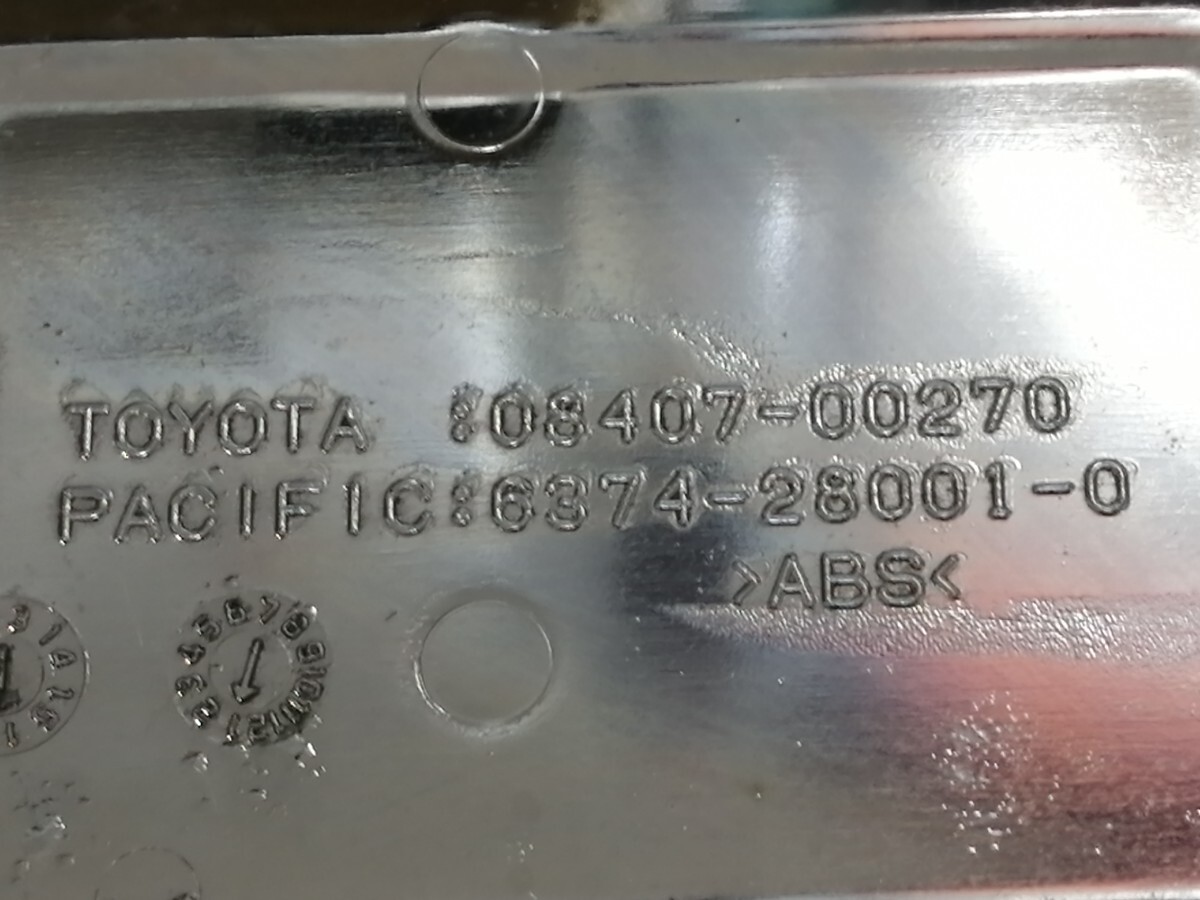 TOYOTA :08407-00270
PACIFIC:6374-28001-0
>ABS<